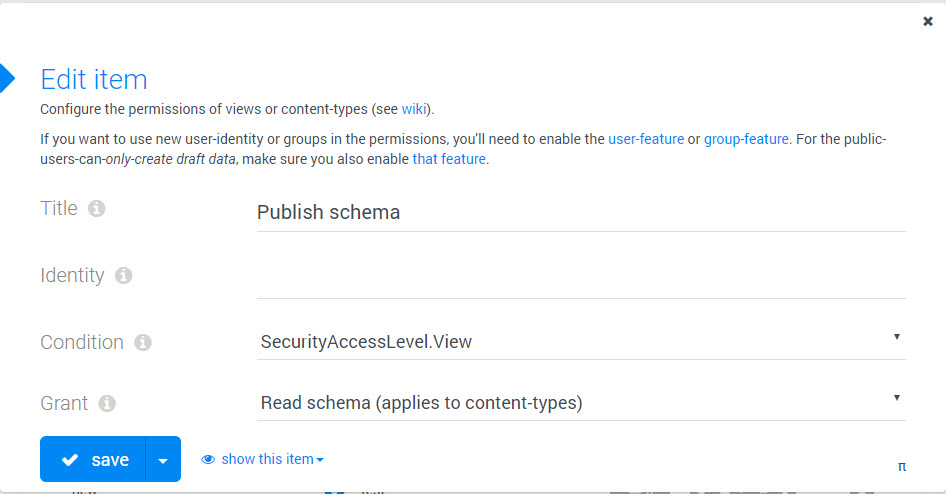 Edit item
Configure the permissions of views or content-types (see wiki).
If you want to use new user-identity or groups in the permissions, you'll need to enable the user-feature or group-feature. For the public-
users-can-only-create draft data, make sure you also enable that feature.
Title
Publish schema
Identity
Condition
SecurityAccessLevel.View
Grant
Read schema (applies to content-types)
save
show this item
π